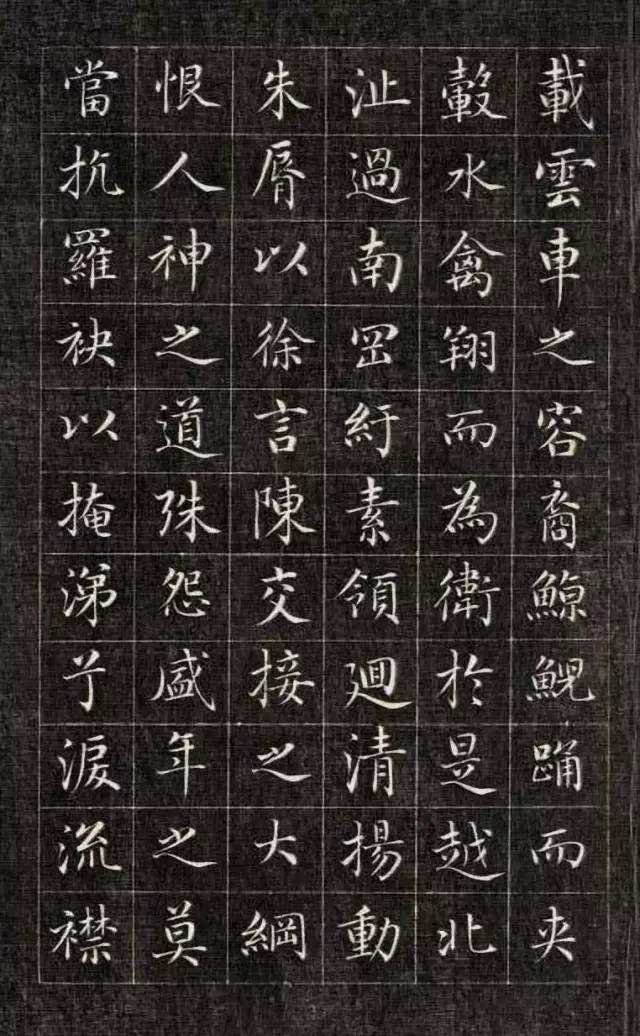 載雲車之容裔鯨鯢踊而夾
轂水禽翔而為衛於是越北
沚過南岡紆素領廻清揚動
朱脣以徐言陳交接之大綱
恨人神之道殊怨盛年之莫
當抗羅袂以掩涕兮淚流襟